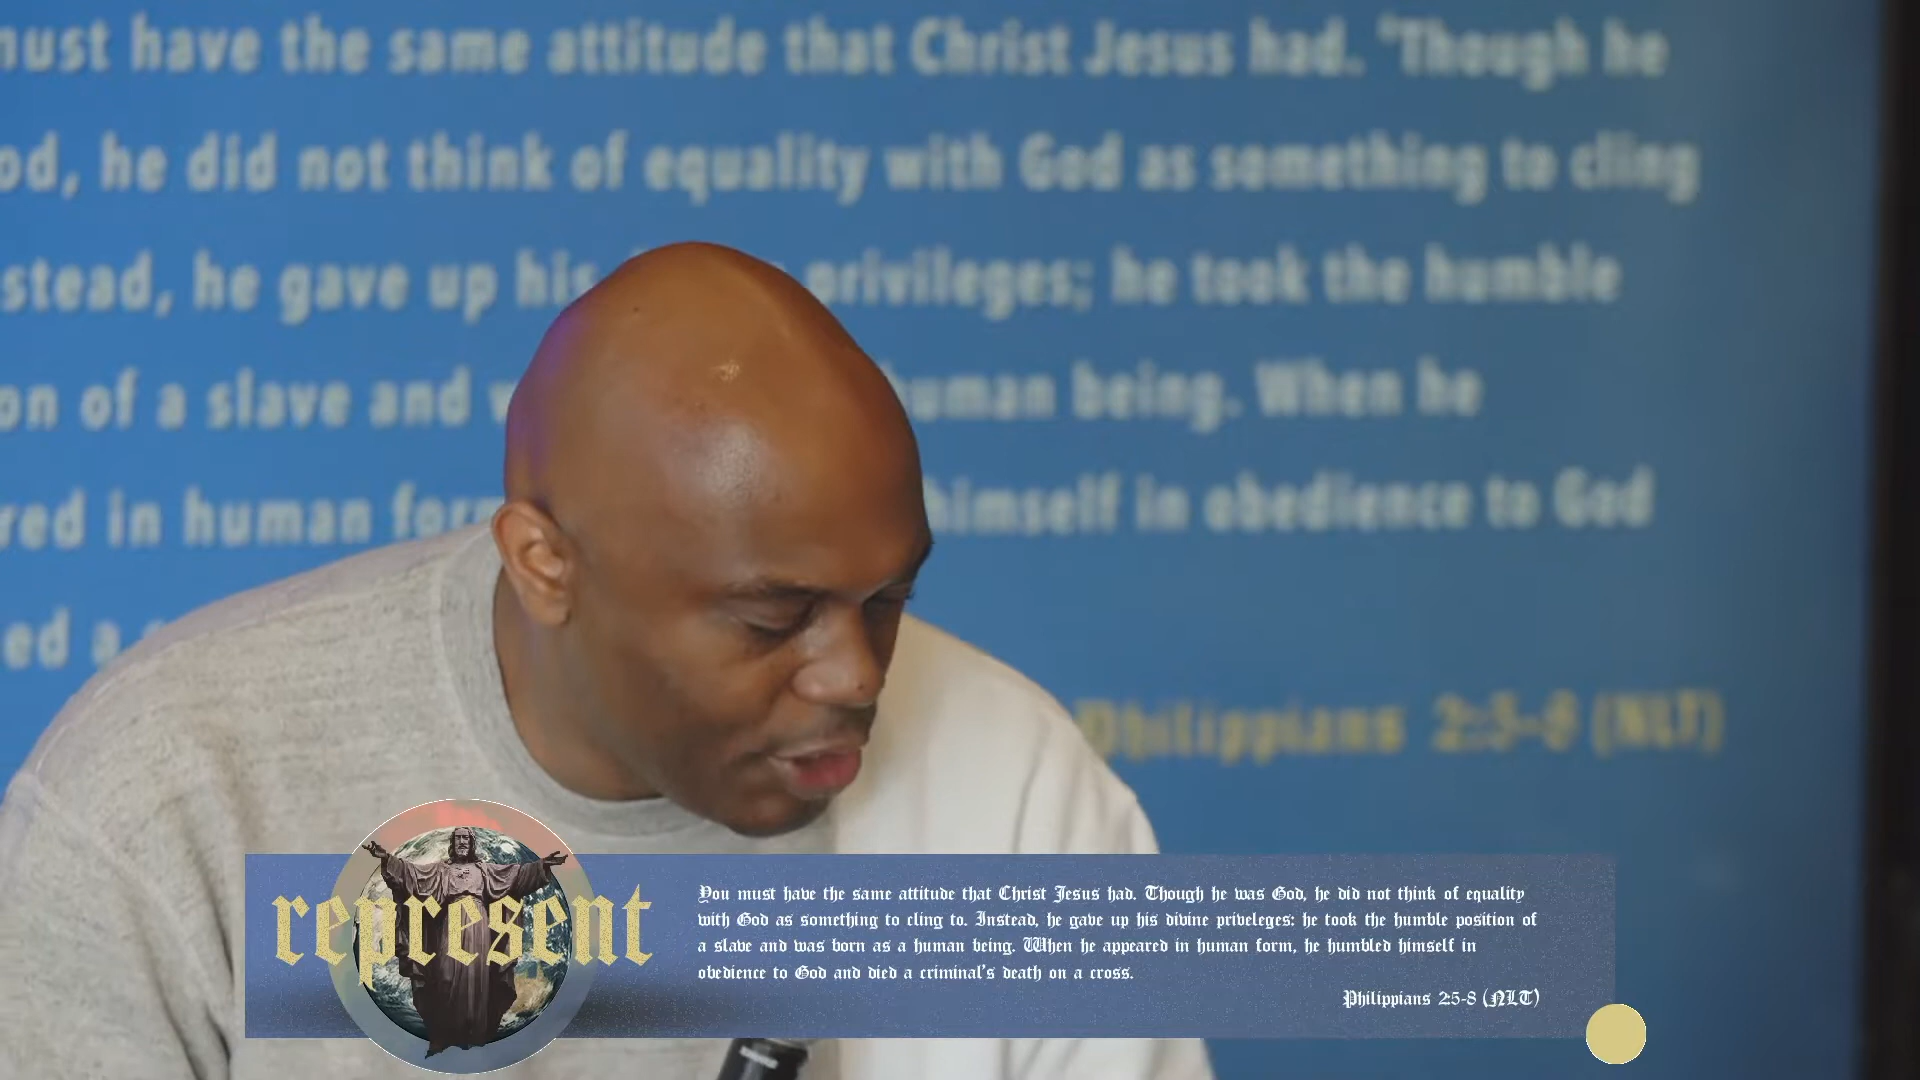 must have the same attitude that Christ Jesus had. ⁶Though he
od, he did not think of equality with God as something to cling
stead, he gave up his privileges; he took the humble
on of a slave and human being. When he
red in human form himself in obedience to God
ed a
Philippians 2:5-8 (NLT)
represent
You must have the same attitude that Christ Jesus had. Though he was God, he did not think of equality
with God as something to cling to. Instead, he gave up his divine priveleges: he took the humble position of
a slave and was born as a human being. When he appeared in human form, he humbled himself in
obedience to God and died a criminal's death on a cross.
Philippians 2:5-8 (NLT)